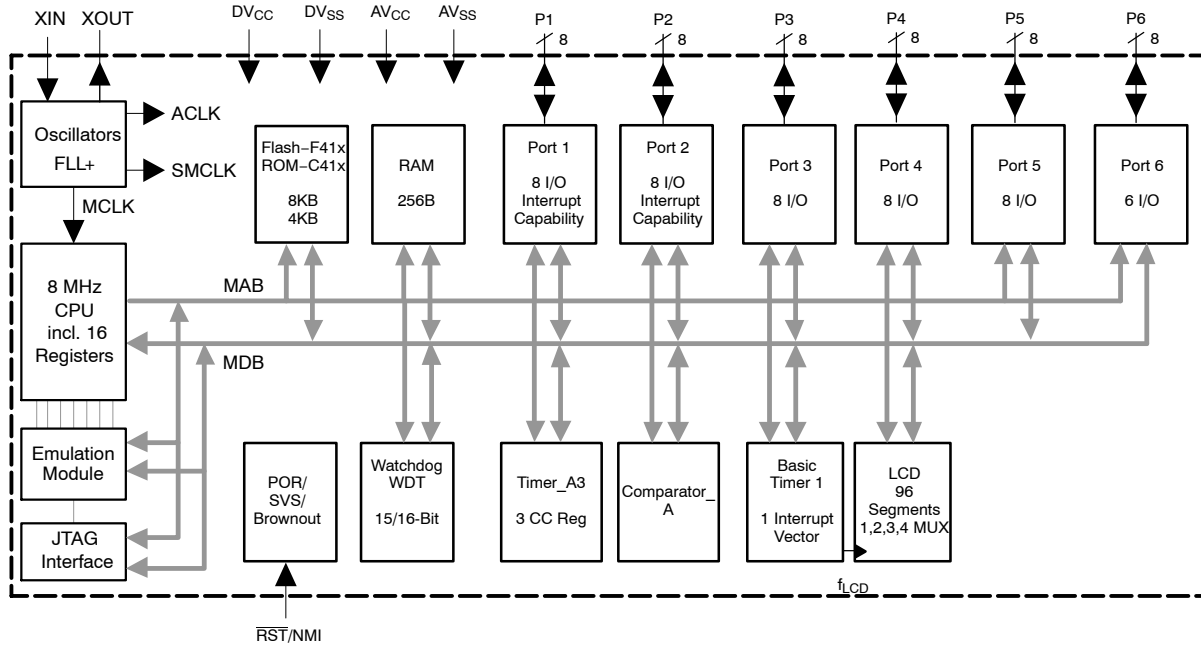 XIN XOUT DVCC DVSS AVCC AVSS P1 P2 P3 P4 P5 P6
8 8 8 8 8 8
Oscillators
FLL+
ACLK
SMCLK
MCLK
Flash−F41x
ROM−C41x
8KB
4KB
RAM
256B
Port 1
8 I/O
Interrupt
Capability
Port 2
8 I/O
Interrupt
Capability
Port 3
8 I/O
Port 4
8 I/O
Port 5
8 I/O
Port 6
6 I/O
8 MHz
CPU
incl. 16
Registers
MAB
MDB
Emulation
Module
JTAG
Interface
POR/
SVS/
Brownout
Watchdog
WDT
15/16-Bit
Timer_A3
3 CC Reg
Comparator_
A
Basic
Timer 1
1 Interrupt
Vector
LCD
96
Segments
1,2,3,4 MUX
fLCD
RST/NMI